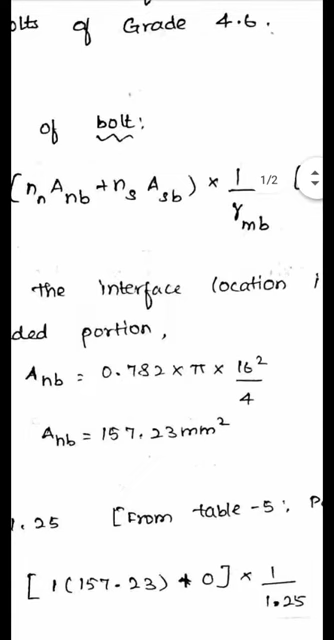 olts of Grade 4.6.
of bolt:
(nₙ Aₙb + nₛ Aₛb) × 1/γmb (
1/2
the interface location i
ded portion,
Anb = 0.782 × π × 16²/4
Anb = 157.23mm²
1.25 [From table -5;
[1(157-23) + 0] × 1/1.25